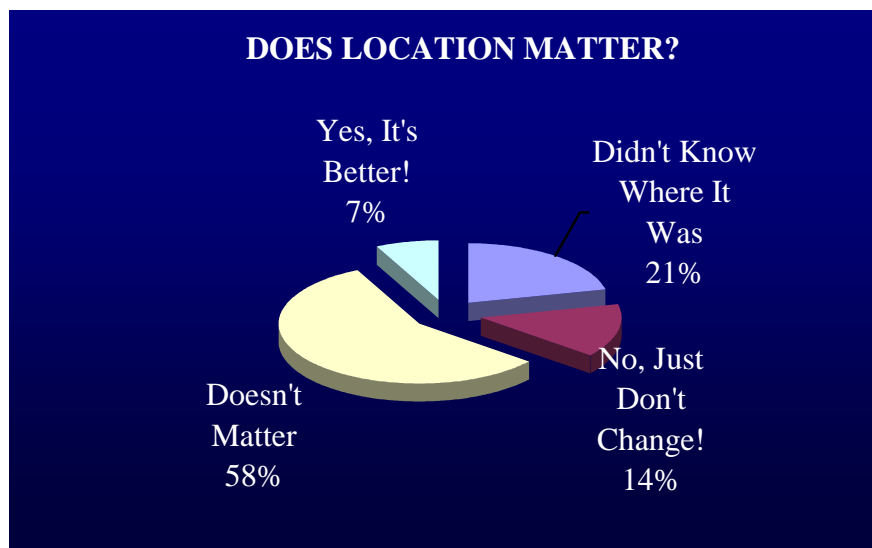 DOES LOCATION MATTER?
Yes, It's
Better!
7%
Didn't Know
Where It
Was
21%
No, Just
Don't
Change!
14%
Doesn't
Matter
58%